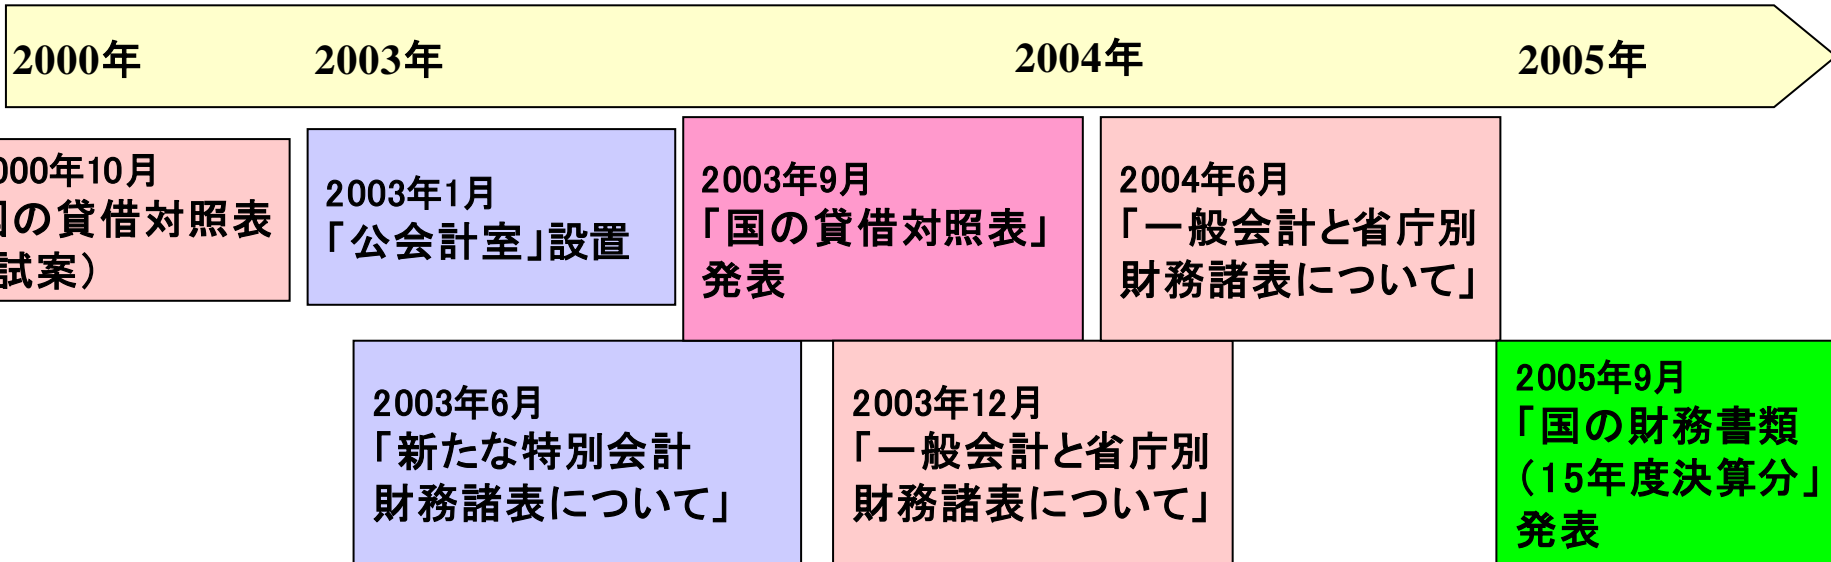 2000年 2003年 2004年 2005年
000年10月
の貸借対照表
試案）
2003年1月
「公会計室」設置
2003年9月
「国の貸借対照表」
発表
2004年6月
「一般会計と省庁別
財務諸表について」
2003年6月
「新たな特別会計
財務諸表について」
2003年12月
「一般会計と省庁別
財務諸表について」
2005年9月
「国の財務書類
（15年度決算分」
発表